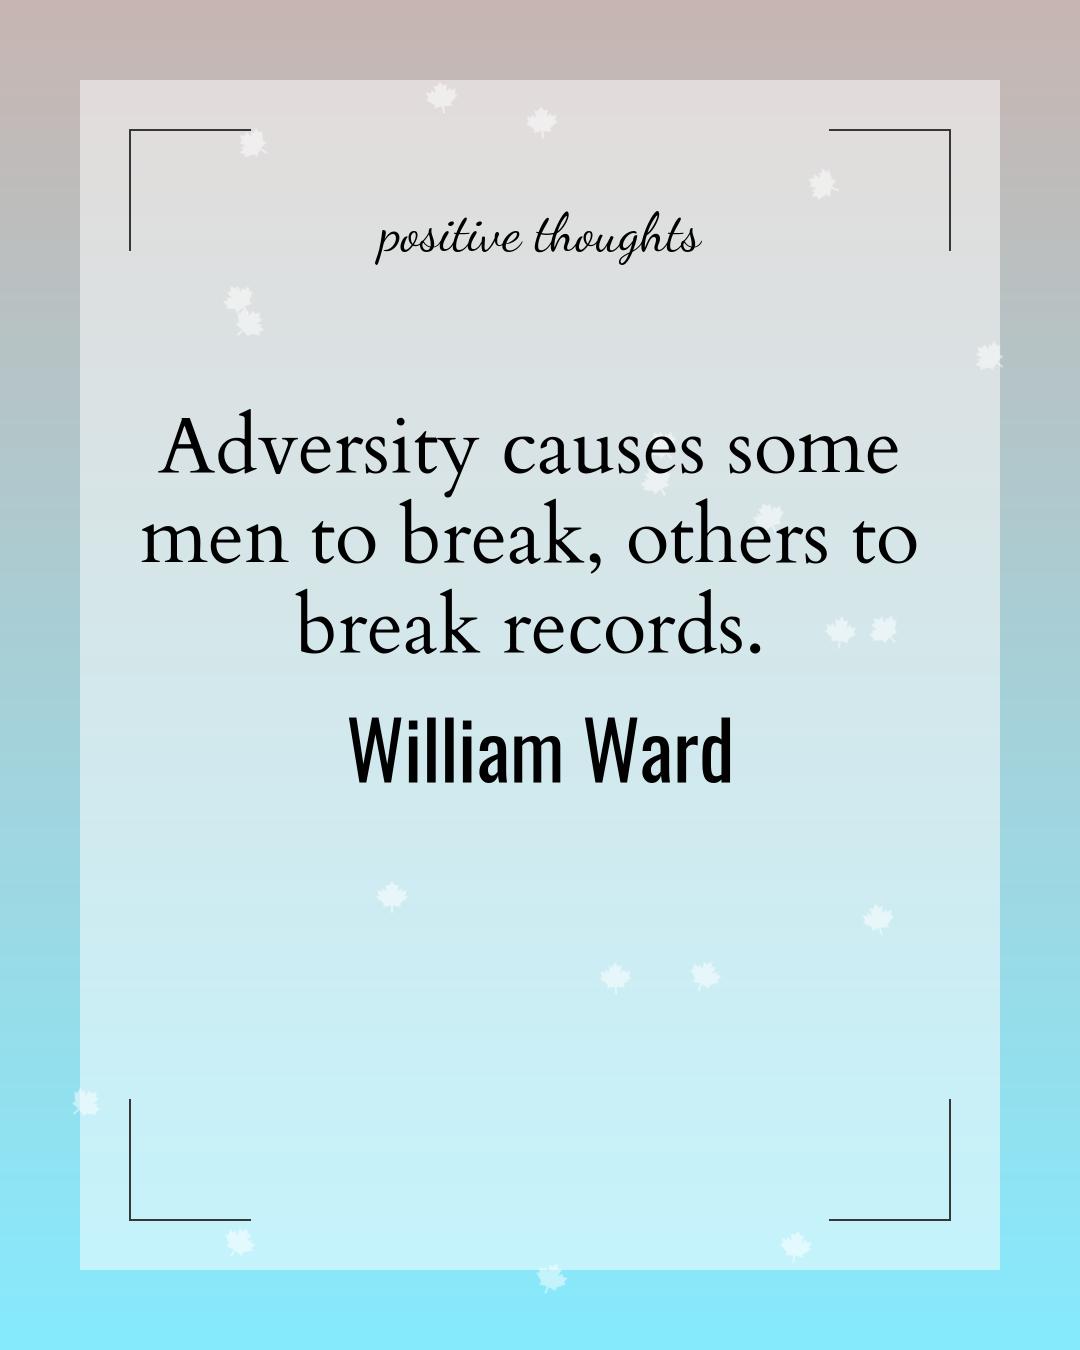 positive thoughts
Adversity causes some
men to break, others to
break records.
William Ward